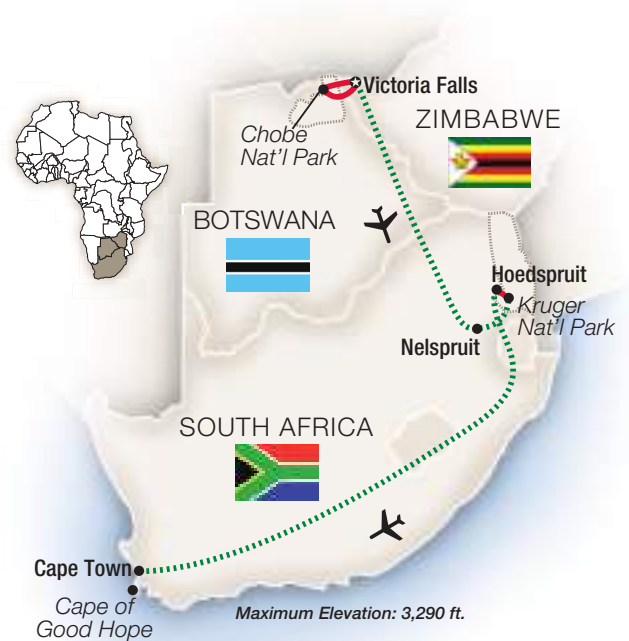 Victoria Falls
ZIMBABWE
Chobe
Nat'l Park
BOTSWANA
Hoedspruit
Kruger
Nat'l Park
Nelspruit
SOUTH AFRICA
Cape Town
Cape of
Good Hope
Maximum Elevation: 3,290 ft.